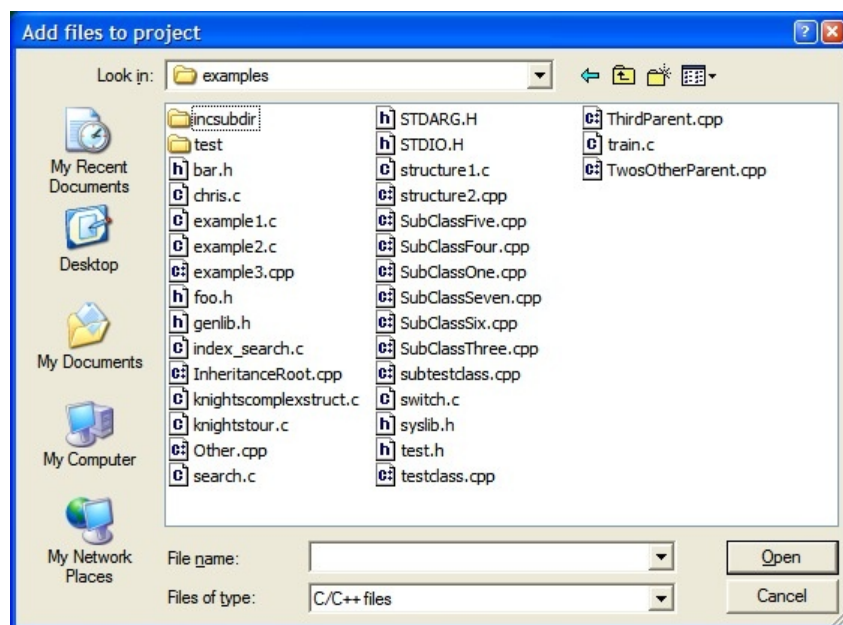 Add files to project
Look in:
examples
My Recent
Documents
Desktop
My Documents
My Computer
My Network
Places
incsubdir
test
bar.h
chris.c
example1.c
example2.c
example3.cpp
foo.h
genlib.h
index_search.c
InheritanceRoot.cpp
knightscomplexstruct.c
knightstour.c
Other.cpp
search.c
STDARG.H
STDIO.H
structure1.c
structure2.cpp
SubClassFive.cpp
SubClassFour.cpp
SubClassOne.cpp
SubClassSeven.cpp
SubClassSix.cpp
SubClassThree.cpp
subtestclass.cpp
switch.c
syslib.h
test.h
testclass.cpp
ThirdParent.cpp
train.c
TwosOtherParent.cpp
File name:
Open
Files of type:
C/C++ files
Cancel